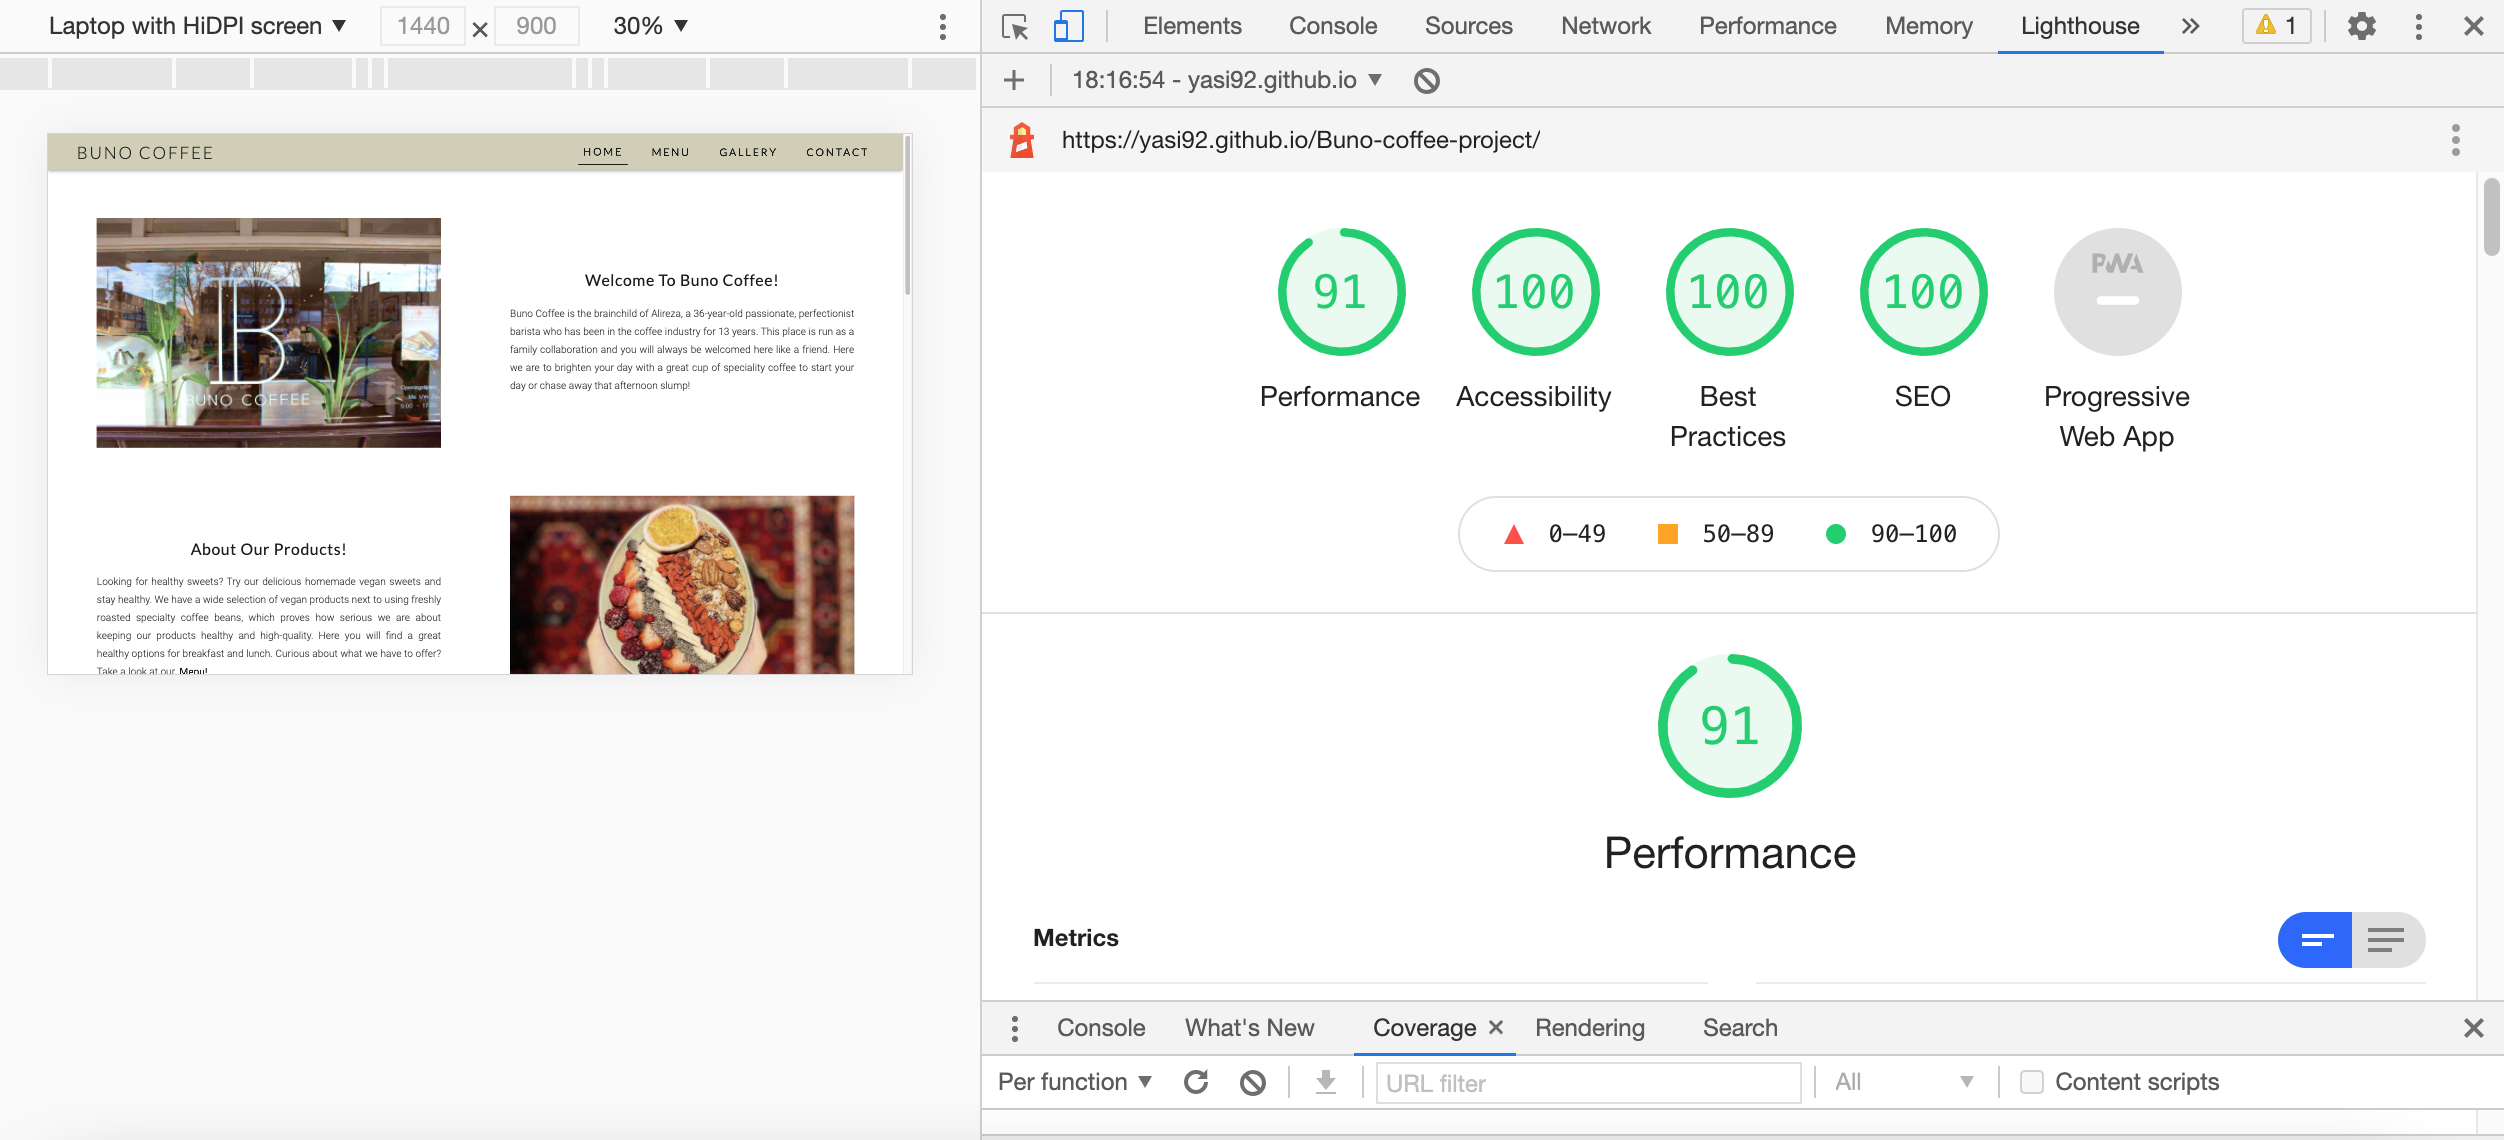 Laptop with HiDPI screen ▼ 1440 × 900 30% ▼
BUNO COFFEE HOME MENU GALLERY CONTACT
BUNO COFFEE
Welcome To Buno Coffee!
Buno Coffee is the brainchild of Alireza, a 36-year-old passionate, perfectionist
barista who has been in the coffee industry for 13 years. This place is run as a
family collaboration and you will always be welcomed here like a friend. Here
we are to brighten your day with a great cup of speciality coffee to start your
day or chase away that afternoon slump!
About Our Products!
Looking for healthy sweets? Try our delicious homemade vegan sweets and
stay healthy. We have a wide selection of vegan products next to using freshly
roasted specialty coffee beans, which proves how serious we are about
keeping our products healthy and high-quality. Here you will find a great
healthy options for breakfast and lunch. Curious about what we have to offer?
Take a look at our Menu!
Elements Console Sources Network Performance Memory Lighthouse » 1
18:16:54 - yasi92.github.io ▼
https://yasi92.github.io/Buno-coffee-project/
91 100 100 100 PWA
Performance Accessibility Best Practices SEO Progressive Web App
0–49 50–89 90–100
91
Performance
Metrics
Console What's New Coverage × Rendering Search
Per function ▼ URL filter All ▼ Content scripts